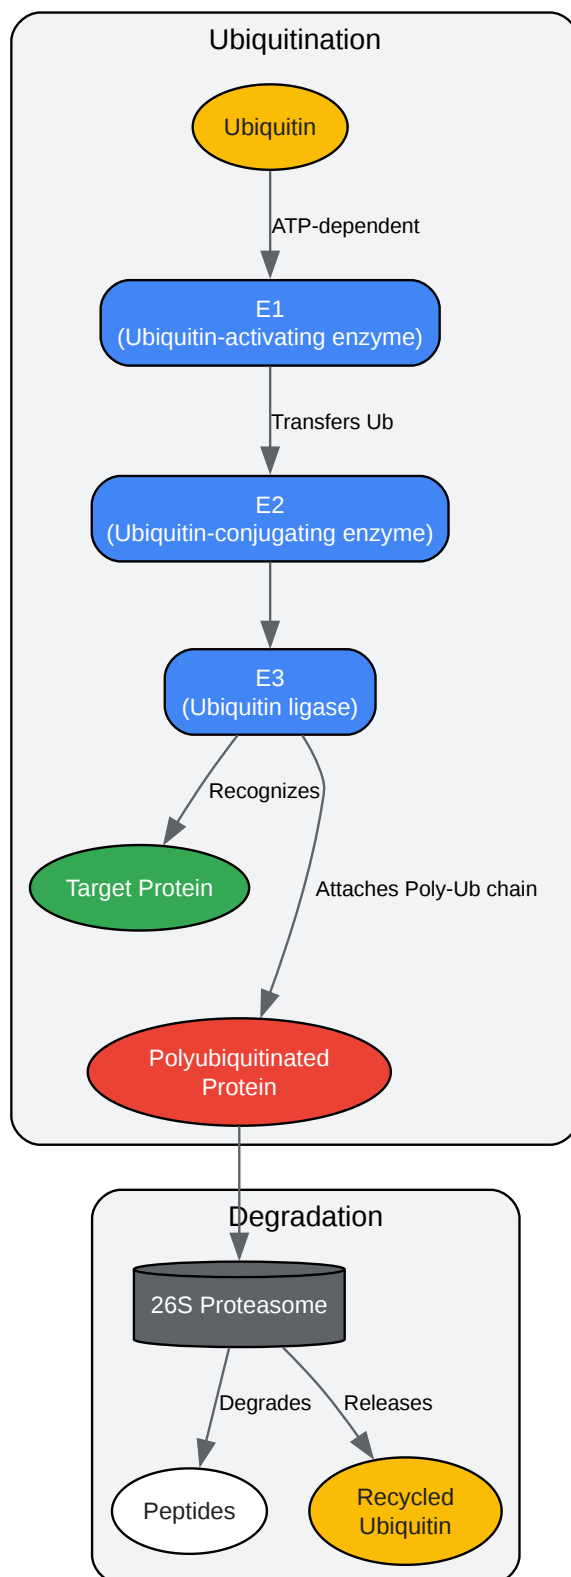 Ubiquitination
Ubiquitin
ATP-dependent
E1
(Ubiquitin-activating enzyme)
Transfers Ub
E2
(Ubiquitin-conjugating enzyme)
E3
(Ubiquitin ligase)
Recognizes
Target Protein
Attaches Poly-Ub chain
Polyubiquitinated
Protein
Degradation
26S Proteasome
Degrades
Releases
Peptides
Recycled
Ubiquitin